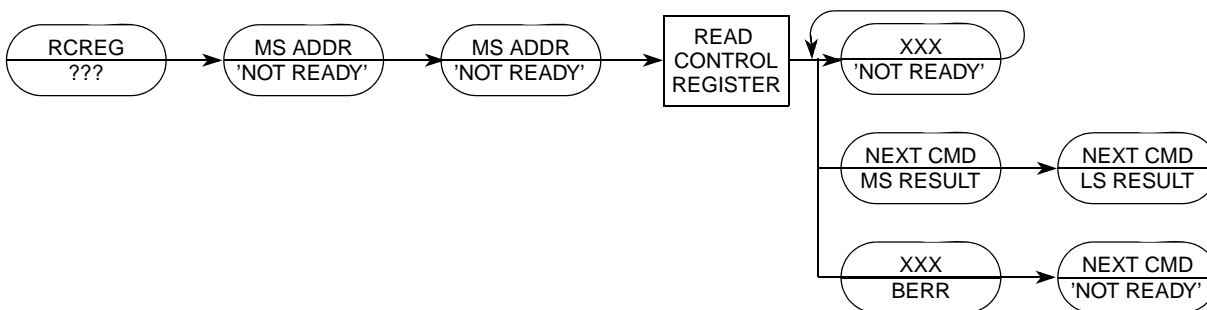 RCREG
???
MS ADDR
'NOT READY'
MS ADDR
'NOT READY'
READ
CONTROL
REGISTER
XXX
'NOT READY'
NEXT CMD
MS RESULT
NEXT CMD
LS RESULT
XXX
BERR
NEXT CMD
'NOT READY'